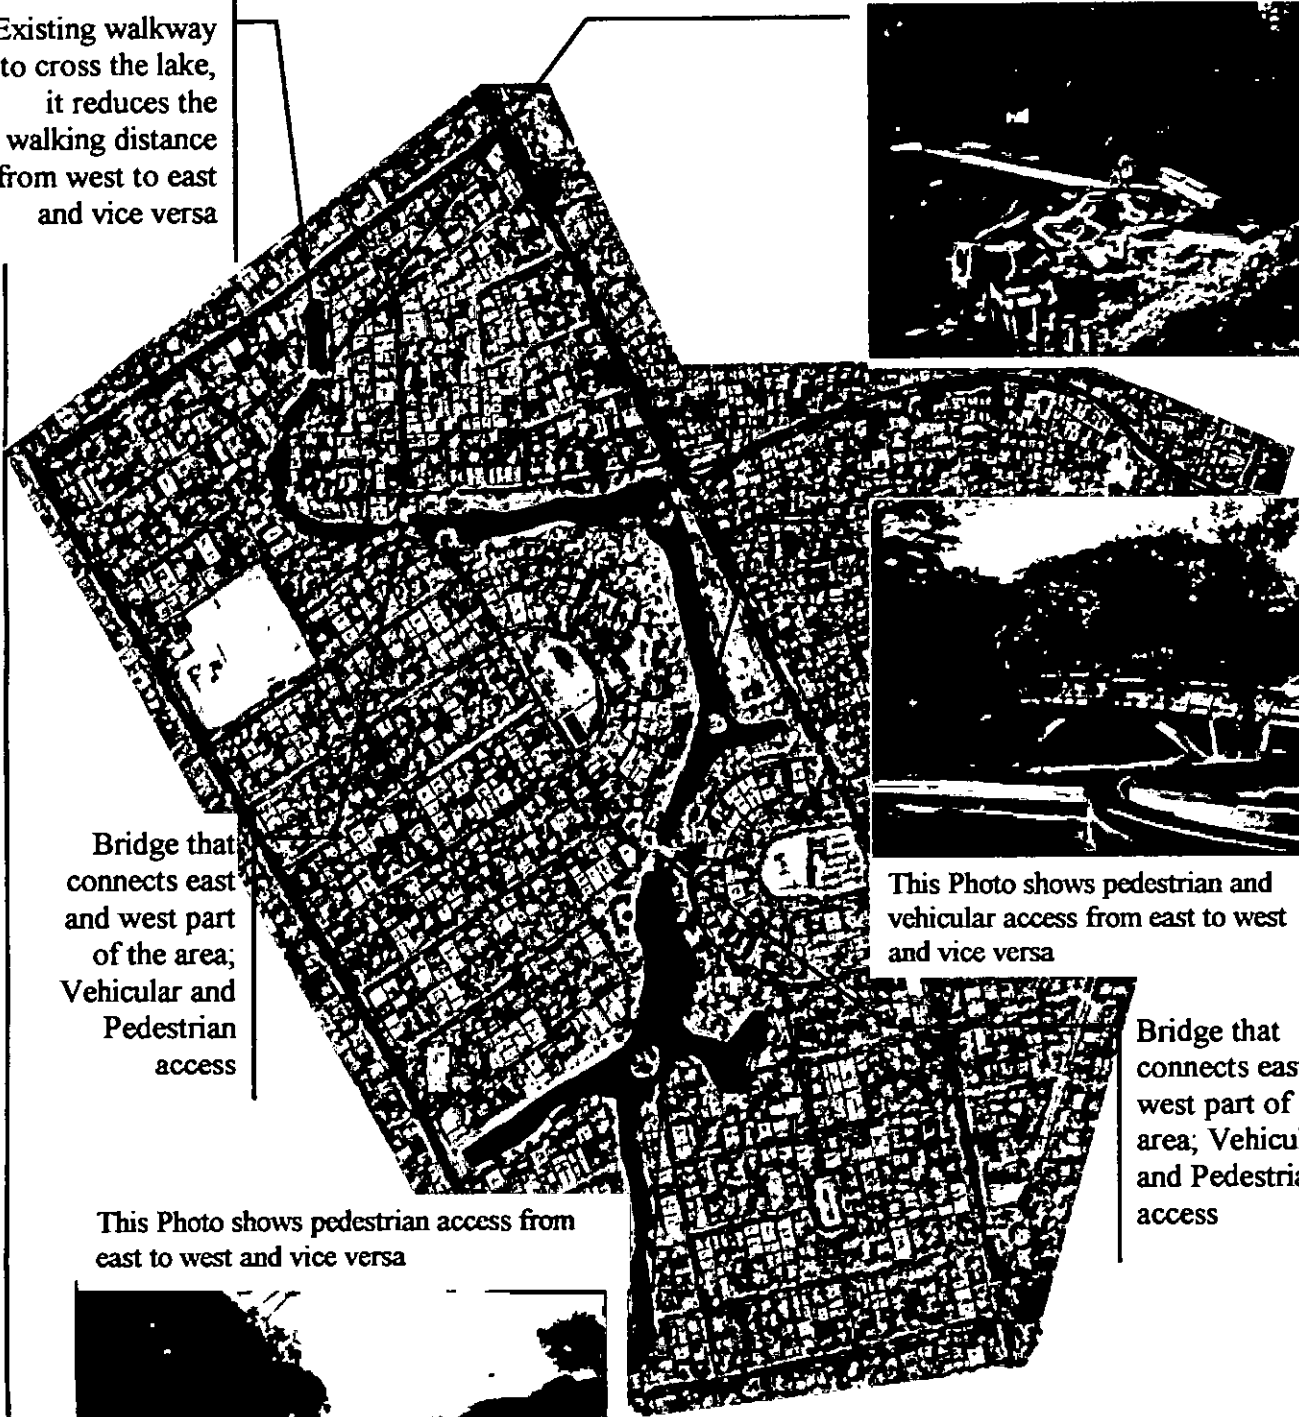 Existing walkway
to cross the lake,
it reduces the
walking distance
from west to east
and vice versa
Bridge that
connects east
and west part
of the area;
Vehicular and
Pedestrian
access
This Photo shows pedestrian and
vehicular access from east to west
and vice versa
Bridge that
connects eas
west part of
area; Vehicu
and Pedestria
access
This Photo shows pedestrian access from
east to west and vice versa